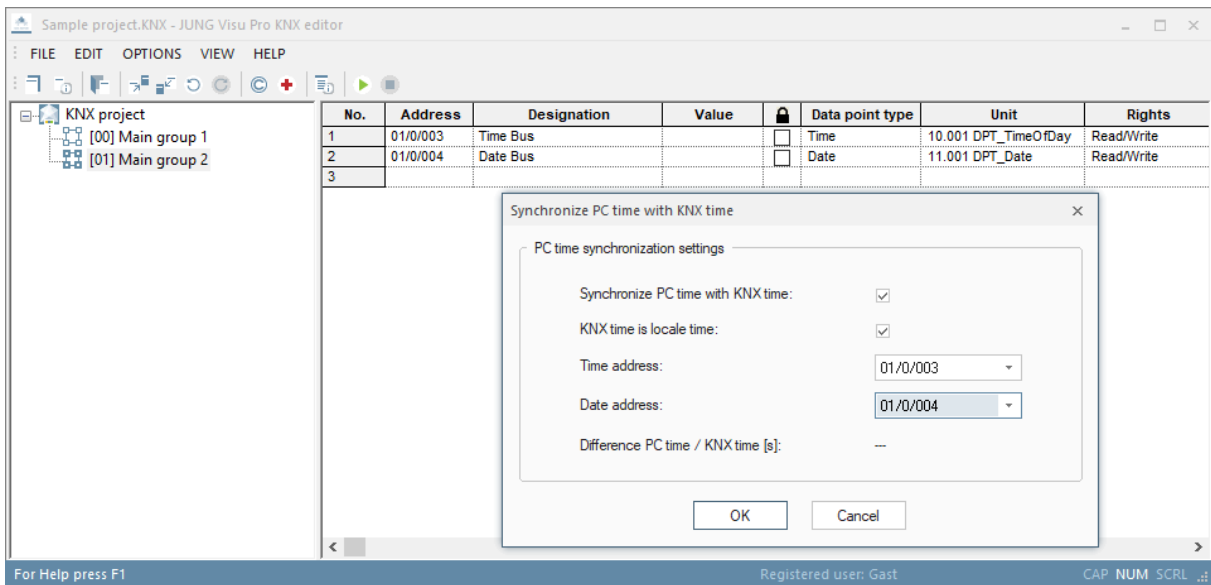 Sample project.KNX - JUNG Visu Pro KNX editor
FILE EDIT OPTIONS VIEW HELP
KNX project
[00] Main group 1
[01] Main group 2
No. Address Designation Value Data point type Unit Rights
1 01/0/003 Time Bus Time 10.001 DPT_TimeOfDay Read/Write
2 01/0/004 Date Bus Date 11.001 DPT_Date Read/Write
3
Synchronize PC time with KNX time
PC time synchronization settings
Synchronize PC time with KNX time:
KNX time is locale time:
Time address: 01/0/003
Date address: 01/0/004
Difference PC time / KNX time [s]: ---
OK Cancel
For Help press F1 Registered user: Gast CAP NUM SCRL